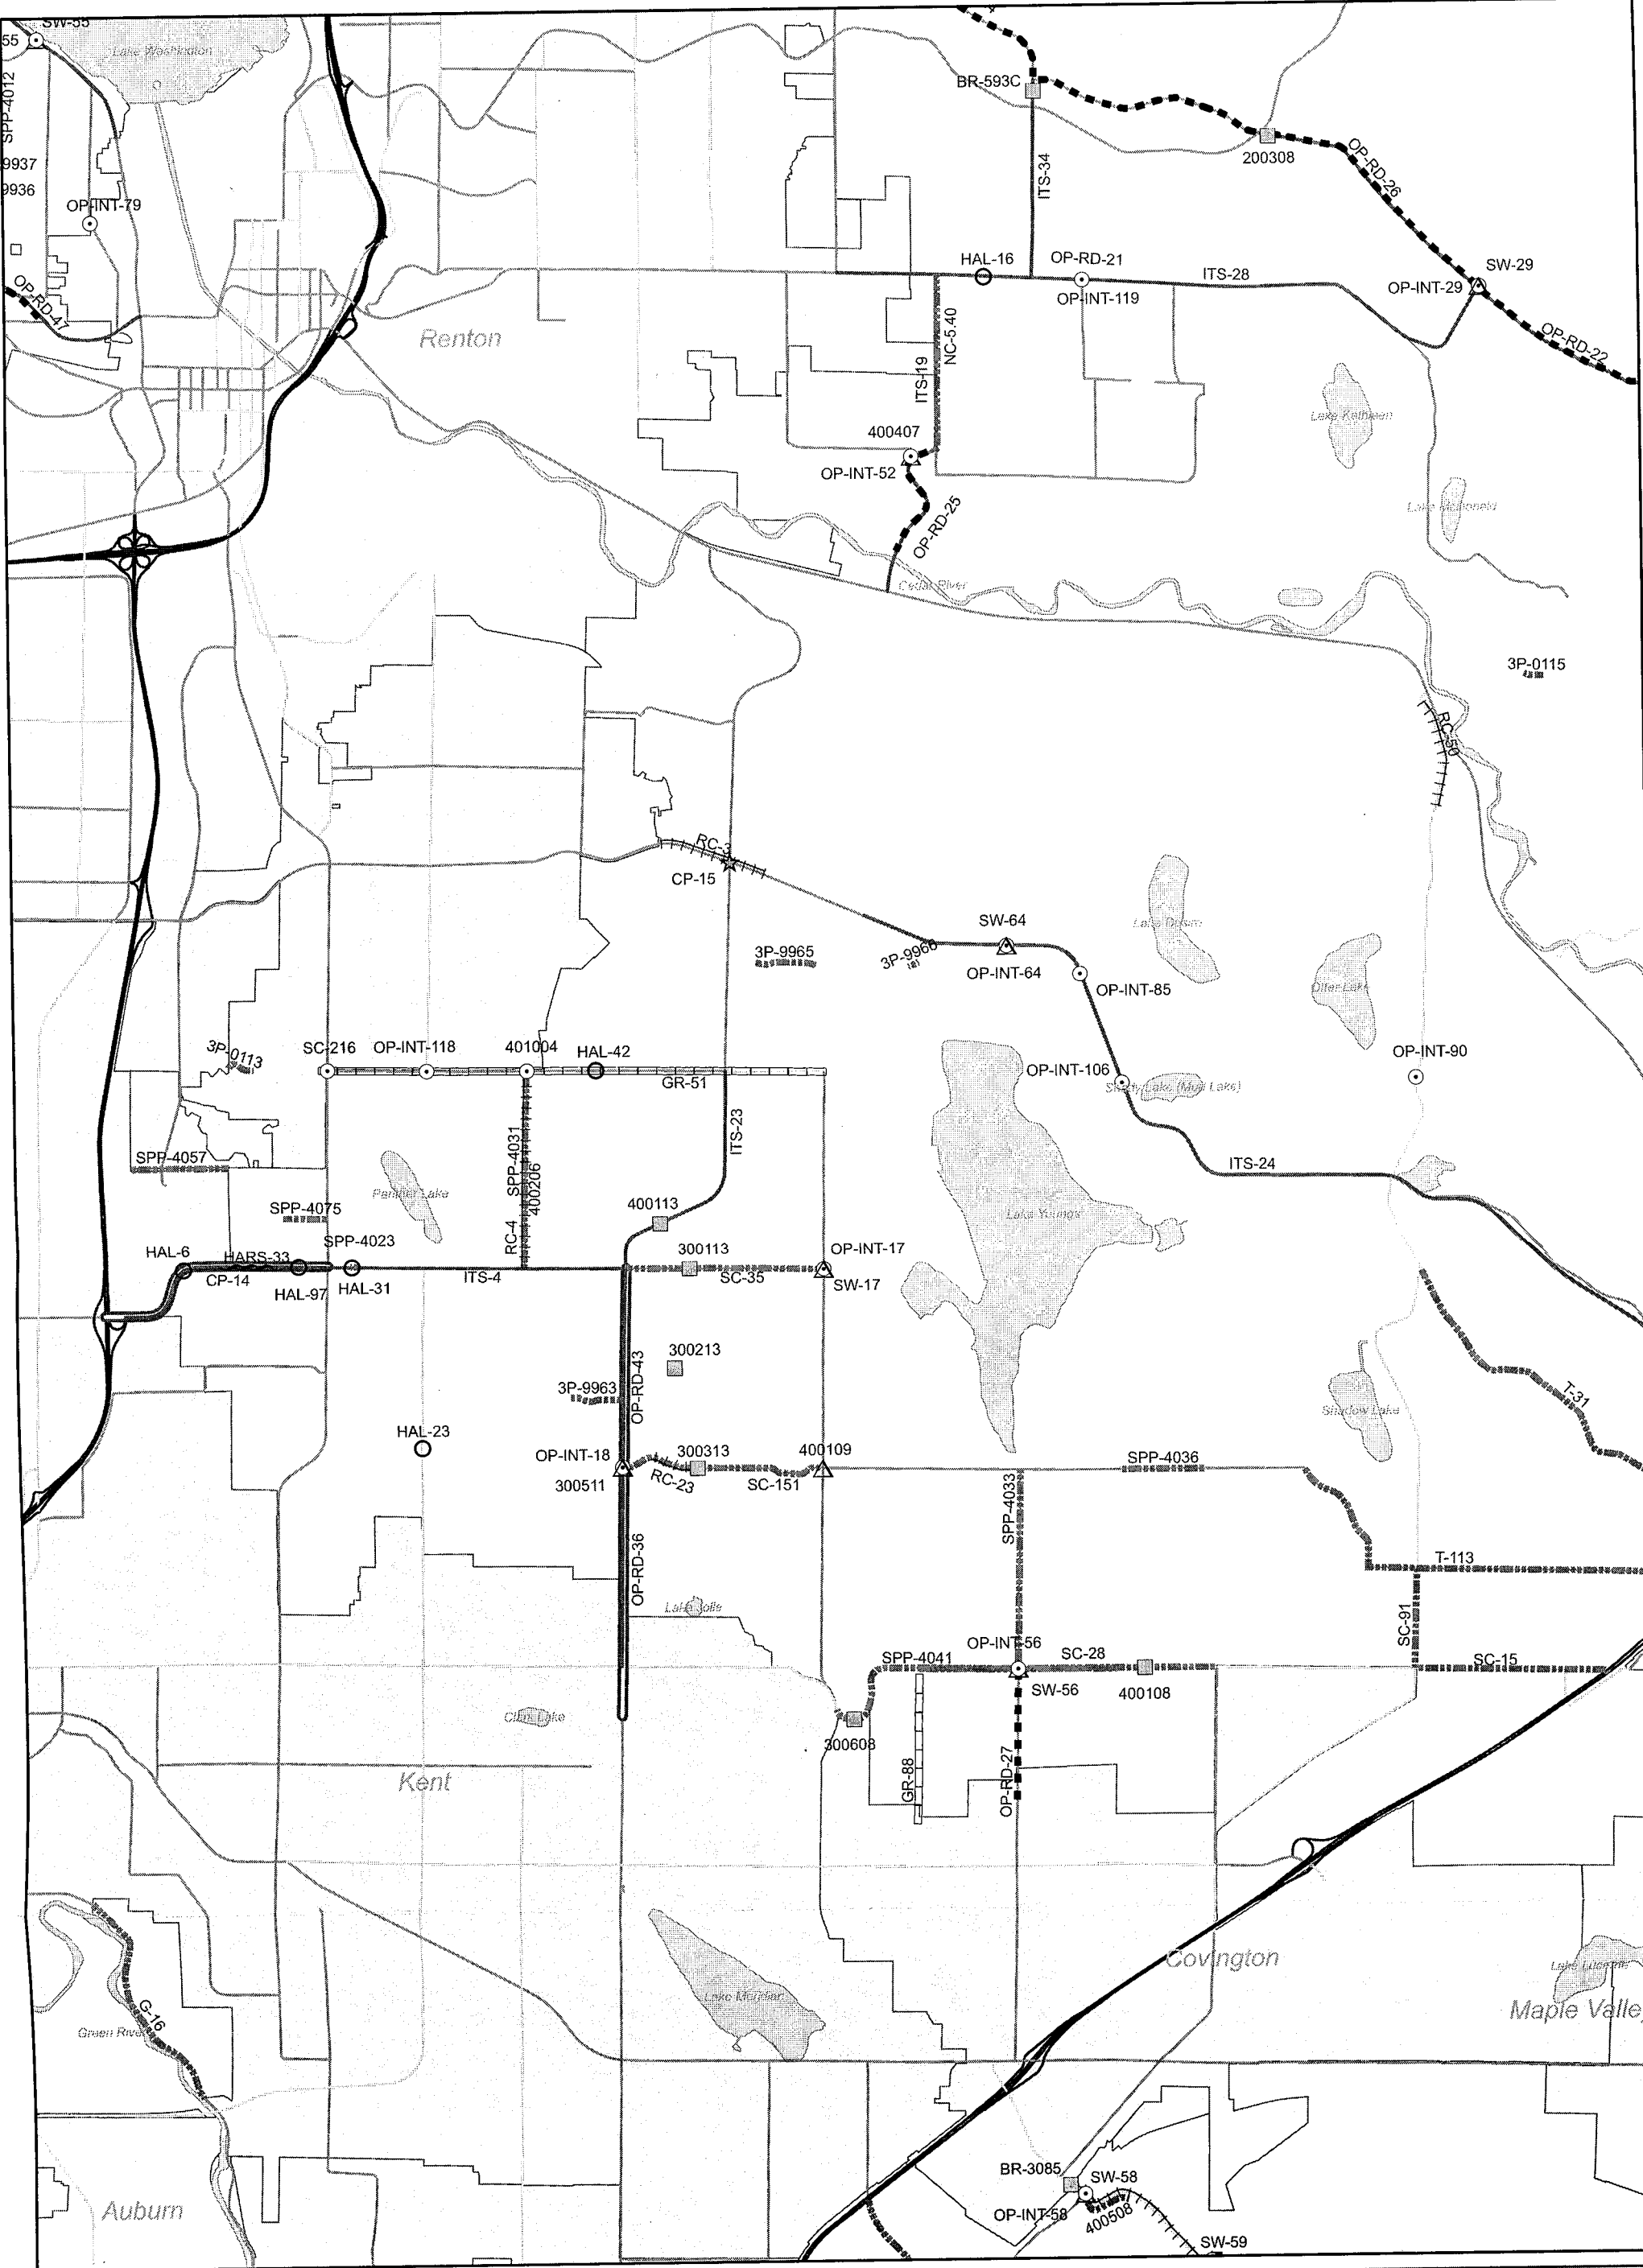 SW-55
55
Lake Washington
SPP-4012
BR-593C
200308
9937
9936
OP-INT-79
OP-RD-26
ITS-34
HAL-16
OP-RD-21
ITS-28
SW-29
OP-INT-29
OP-INT-119
OP-RD-47
Renton
NC-5.40
ITS-19
OP-RD-22
Lake Kathleen
400407
OP-INT-52
OP-RD-25
Lake McDonald
Cedar River
3P-0115
RC-50
RC-3
CP-15
SW-64
Lake Desire
3P-9965
3P-9966
OP-INT-64
OP-INT-85
Otter Lake
3P-0113
SC-216
OP-INT-118
401004
HAL-42
GR-51
OP-INT-106
Shady Lake (Mud Lake)
OP-INT-90
ITS-23
SPP-4057
SPP-4031
400206
RC-4
ITS-24
Panther Lake
SPP-4075
400113
Lake Youngs
HAL-6
HARS-33
SPP-4023
300113
OP-INT-17
CP-14
HAL-97
HAL-31
ITS-4
SC-35
SW-17
300213
OP-RD-43
3P-9963
T-31
Shadow Lake
HAL-23
OP-INT-18
300313
400109
SPP-4036
300511
RC-23
SC-151
SPP-4033
OP-RD-36
T-113
Lake Jolie
SC-91
OP-INT-56
SPP-4041
SC-28
SC-15
SW-56
400108
Clark Lake
300608
GR-88
OP-RD-27
Kent
Covington
Lake Lucerne
Lake Meridian
Maple Valley
G-16
Green River
BR-3085
SW-58
Auburn
OP-INT-58
400508
SW-59